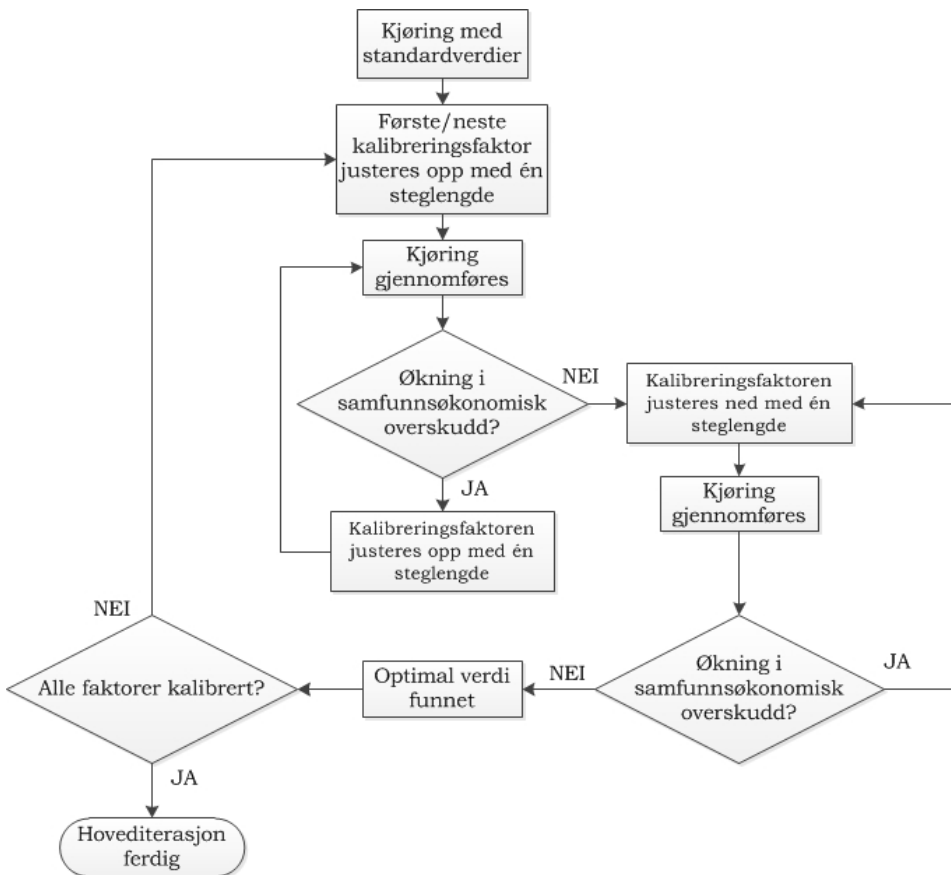 Kjøring med
standardverdier
Første/neste
kalibreringsfaktor
justeres opp med én
steglengde
Kjøring
gjennomføres
Økning i
samfunnsøkonomisk
overskudd?
NEI
JA
Kalibreringsfaktoren
justeres opp med én
steglengde
Kalibreringsfaktoren
justeres ned med én
steglengde
Kjøring
gjennomføres
Økning i
samfunnsøkonomisk
overskudd?
JA
NEI
Optimal verdi
funnet
Alle faktorer kalibrert?
NEI
JA
Hovediterasjon
ferdig